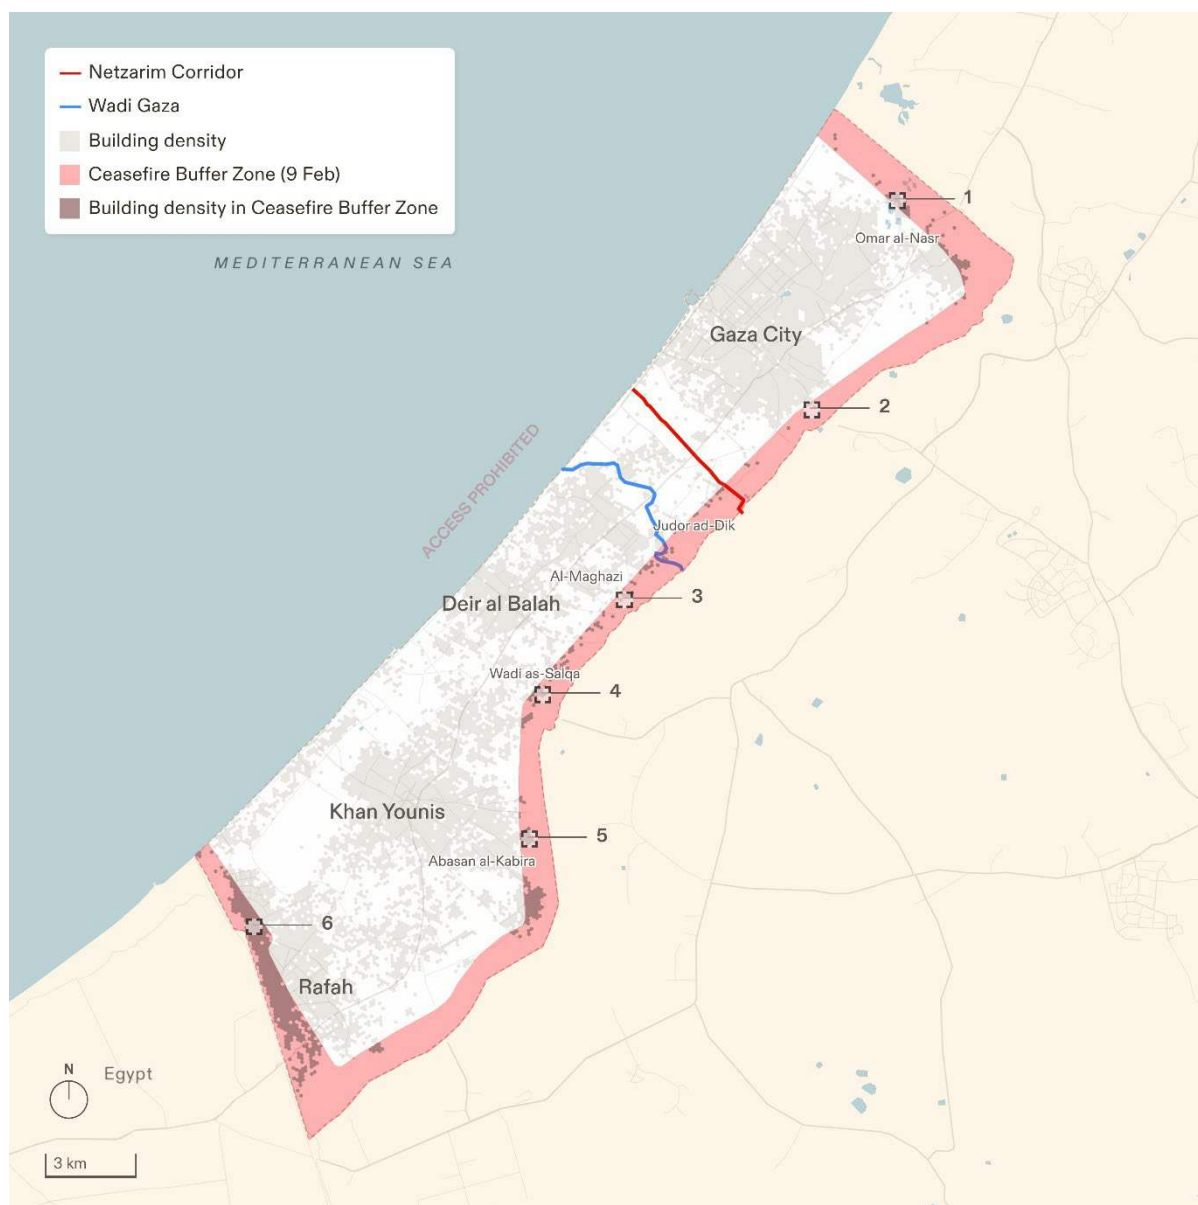 Netzarim Corridor
Wadi Gaza
Building density
Ceasefire Buffer Zone (9 Feb)
Building density in Ceasefire Buffer Zone
MEDITERRANEAN SEA
1
Omar al-Nasr
Gaza City
2
ACCESS PROHIBITED
Judor ad-Dik
Al-Maghazi
3
Deir al Balah
Wadi as-Salqa
4
Khan Younis
5
Abasan al-Kabira
6
Rafah
N
Egypt
3 km